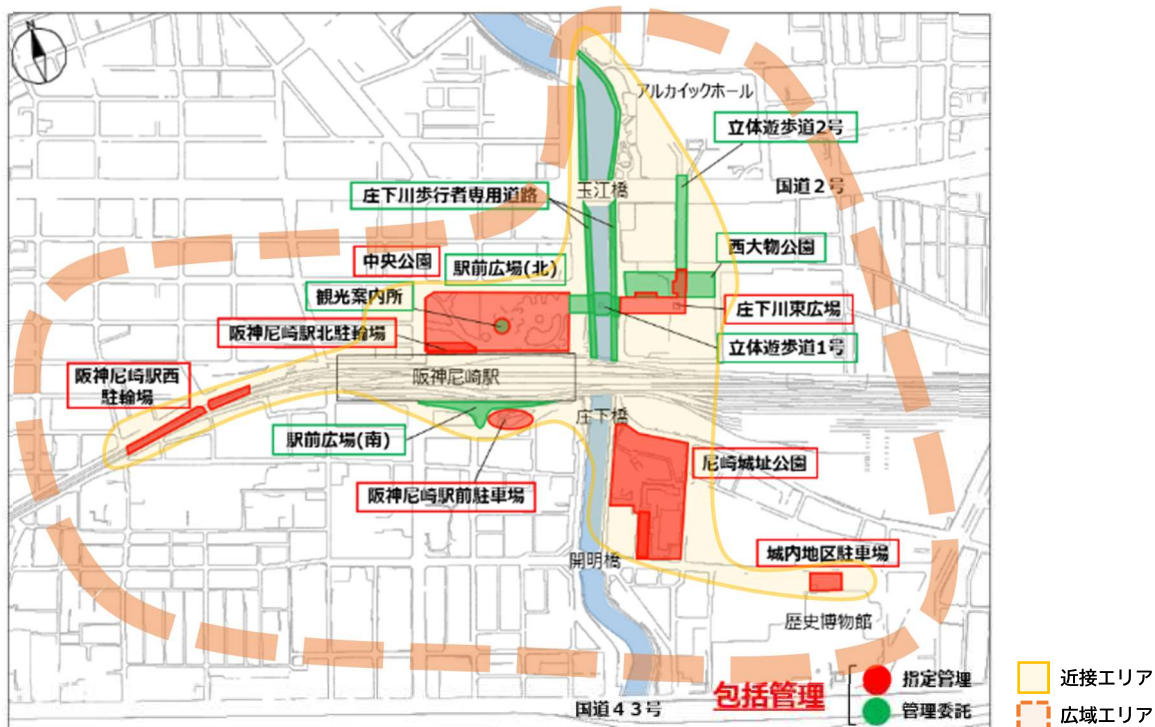 N
アルカイックホール
立体遊歩道2号
国道2号
玉江橋
庄下川歩行者専用道路
中央公園
駅前広場(北)
西大物公園
観光案内所
庄下川東広場
阪神尼崎駅北駐輪場
立体遊歩道1号
阪神尼崎駅西
駐輪場
阪神尼崎駅
庄下橋
駅前広場(南)
尼崎城址公園
阪神尼崎駅前駐車場
城内地区駐車場
開明橋
歴史博物館
包括管理
指定管理
管理委託
国道43号
近接エリア
広域エリア